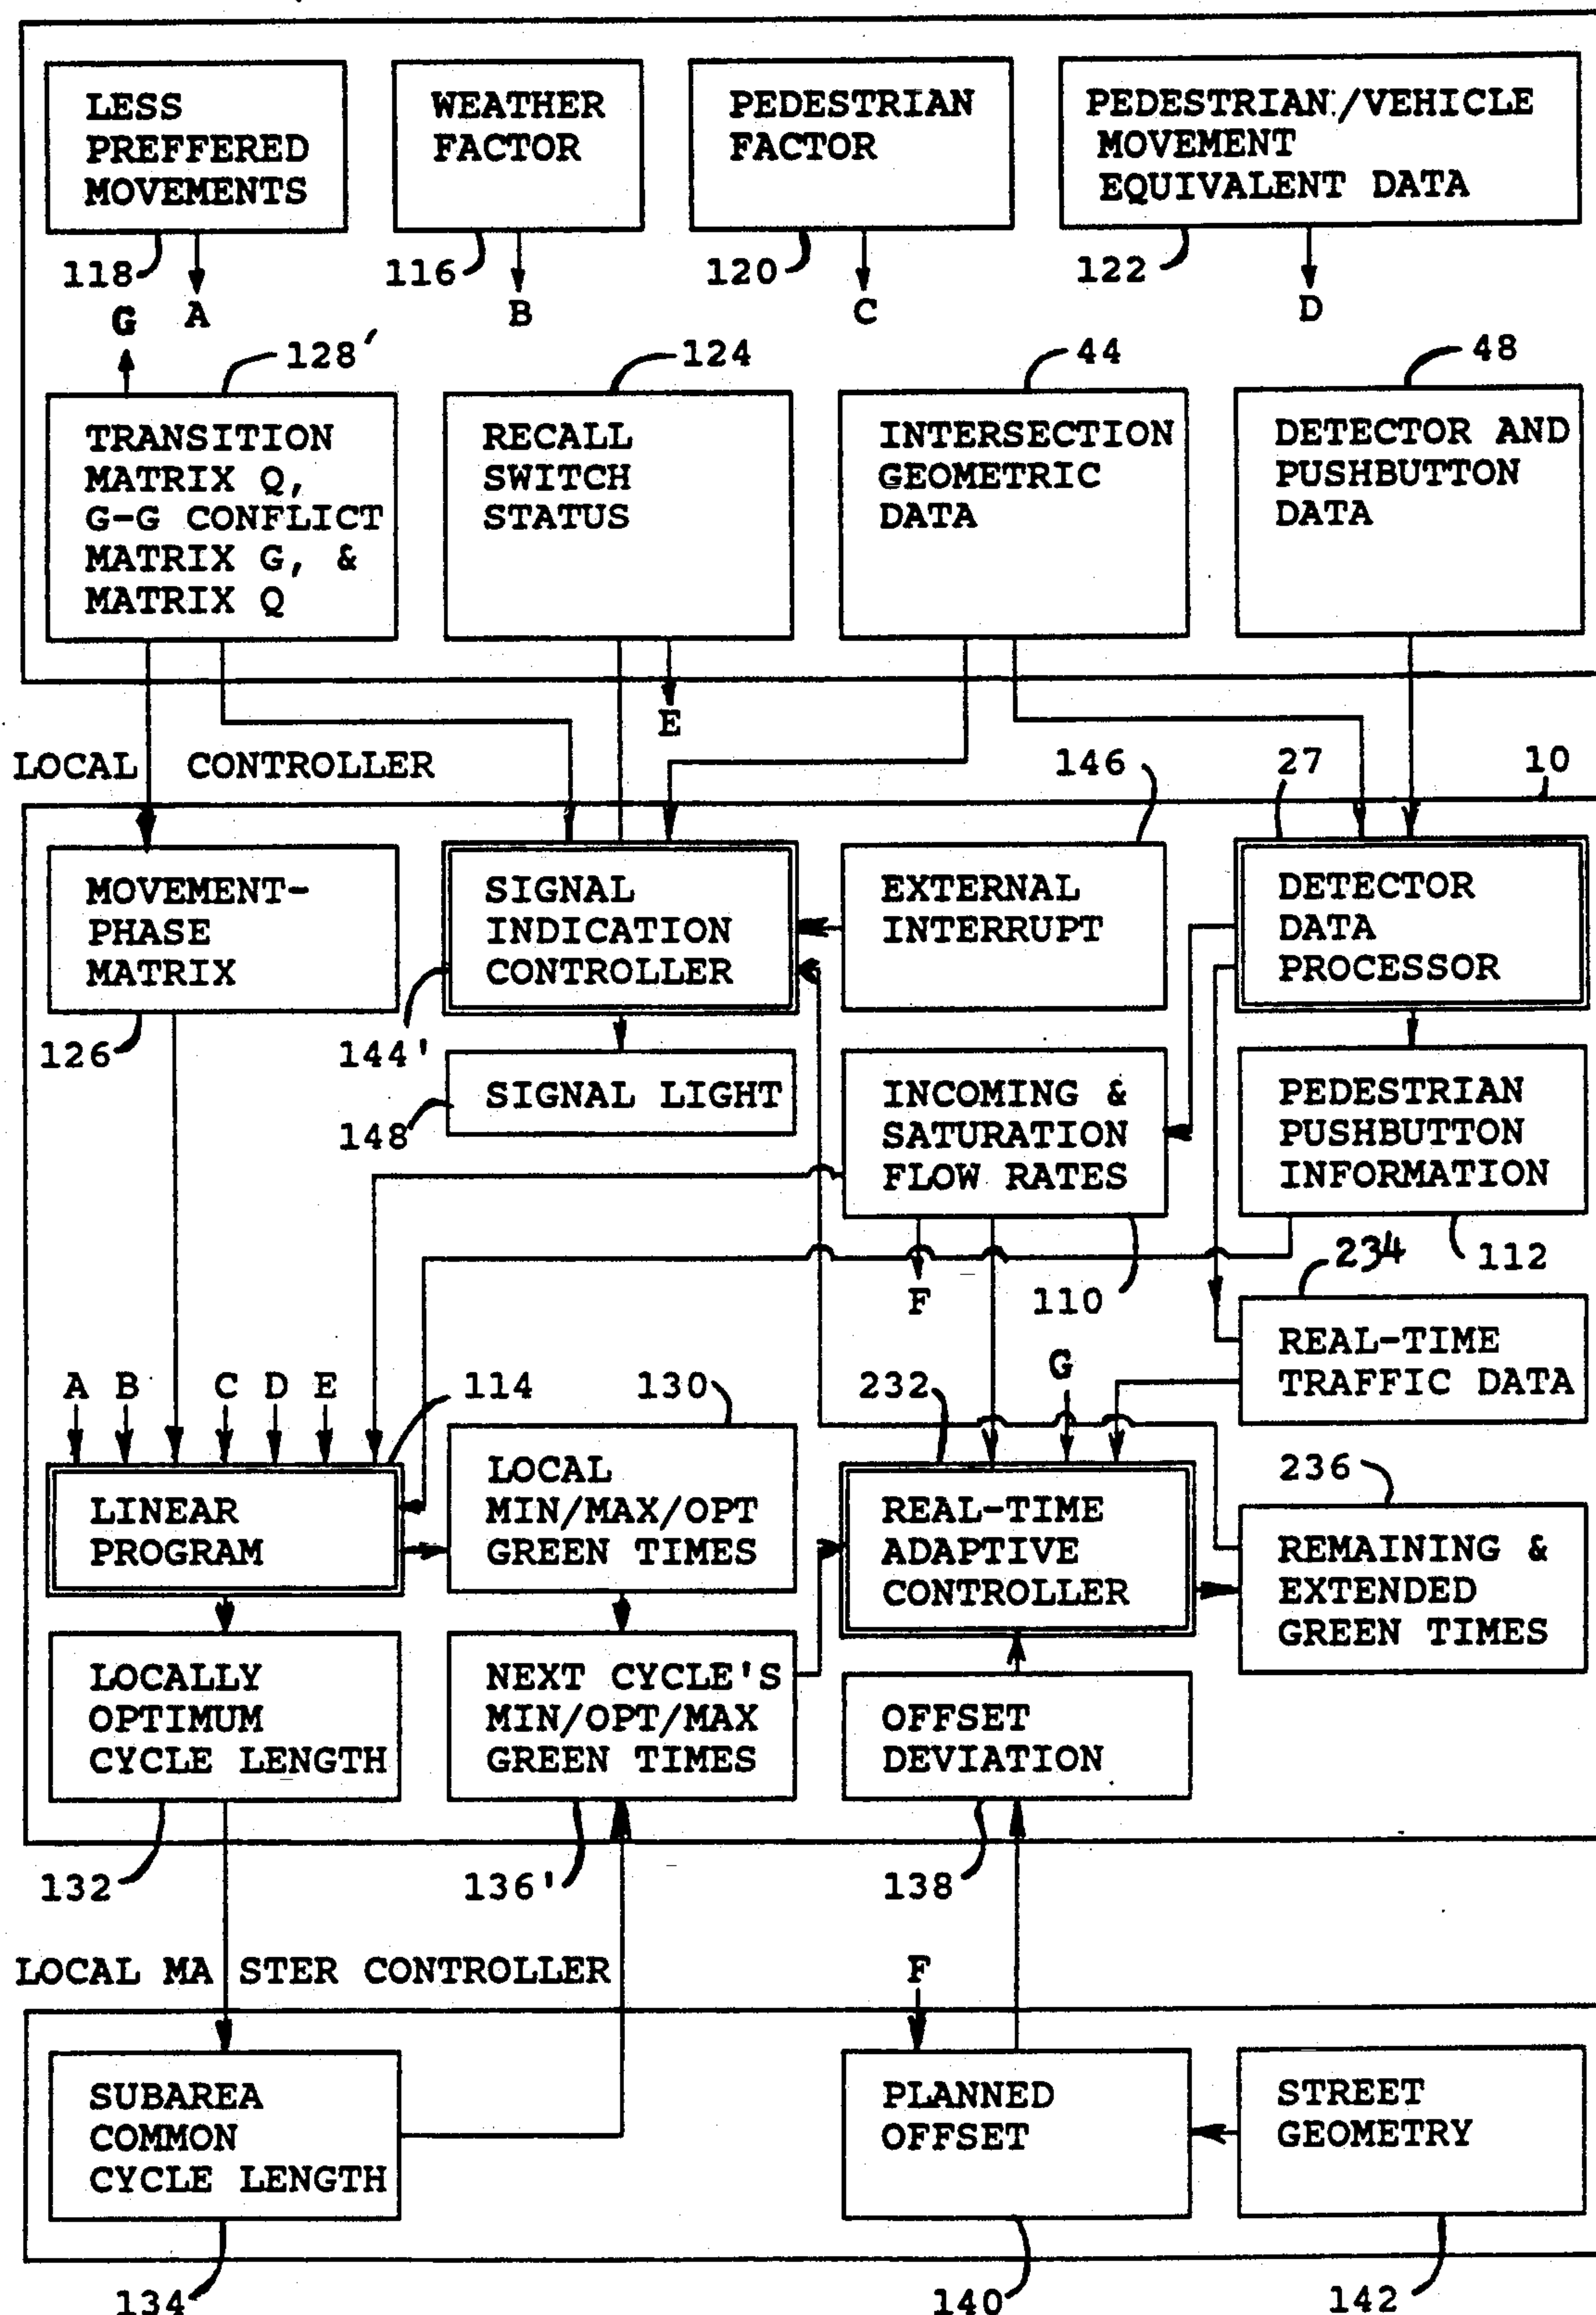 LESS
PREFFERED
MOVEMENTS
WEATHER
FACTOR
PEDESTRIAN
FACTOR
PEDESTRIAN/VEHICLE
MOVEMENT
EQUIVALENT DATA
118
A
116
B
120
C
122
D
G
128'
124
44
48
TRANSITION
MATRIX Q,
G-G CONFLICT
MATRIX G, &
MATRIX Q
RECALL
SWITCH
STATUS
INTERSECTION
GEOMETRIC
DATA
DETECTOR AND
PUSHBUTTON
DATA
E
LOCAL CONTROLLER
146
27
10
MOVEMENT-
PHASE
MATRIX
SIGNAL
INDICATION
CONTROLLER
EXTERNAL
INTERRUPT
DETECTOR
DATA
PROCESSOR
126
144'
SIGNAL LIGHT
148
INCOMING &
SATURATION
FLOW RATES
PEDESTRIAN
PUSHBUTTON
INFORMATION
F
110
234
112
REAL-TIME
TRAFFIC DATA
A B C D E
114
130
232
G
LINEAR
PROGRAM
LOCAL
MIN/MAX/OPT
GREEN TIMES
REAL-TIME
ADAPTIVE
CONTROLLER
236
REMAINING &
EXTENDED
GREEN TIMES
LOCALLY
OPTIMUM
CYCLE LENGTH
NEXT CYCLE'S
MIN/OPT/MAX
GREEN TIMES
OFFSET
DEVIATION
132
136'
138
LOCAL MASTER CONTROLLER
F
SUBAREA
COMMON
CYCLE LENGTH
PLANNED
OFFSET
STREET
GEOMETRY
134
140
142